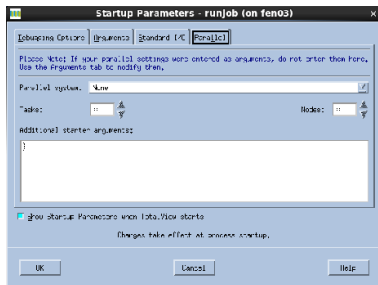 Startup Parameters - runjob (on fen03)
Debugging Options Arguments Standard I/O Parallel
Please Note: If your parallel settings were entered as arguments, do not enter them here.
Use the Arguments tab to modify them.
Parallel system: None
Tasks: Nodes:
Additional starter arguments:
Show Startup Parameters when TotalView starts
Changes take effect at process startup.
OK Cancel Help